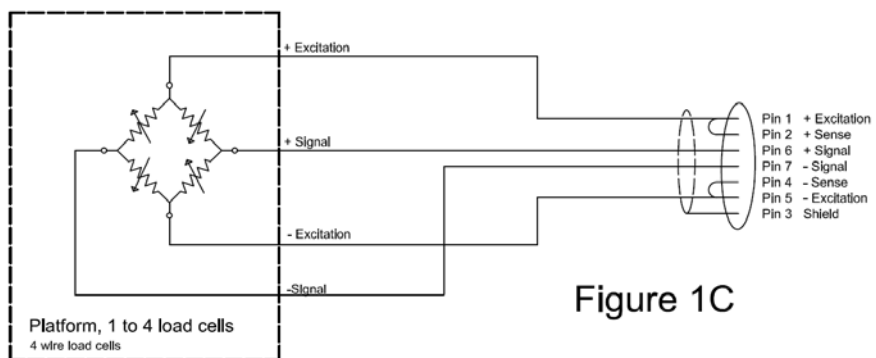 + Excitation
+ Signal
- Excitation
-Signal
Platform, 1 to 4 load cells
4 wire load cells
Pin 1 + Excitation
Pin 2 + Sense
Pin 6 + Signal
Pin 7 - Signal
Pin 4 - Sense
Pin 5 - Excitation
Pin 3 Shield
Figure 1C